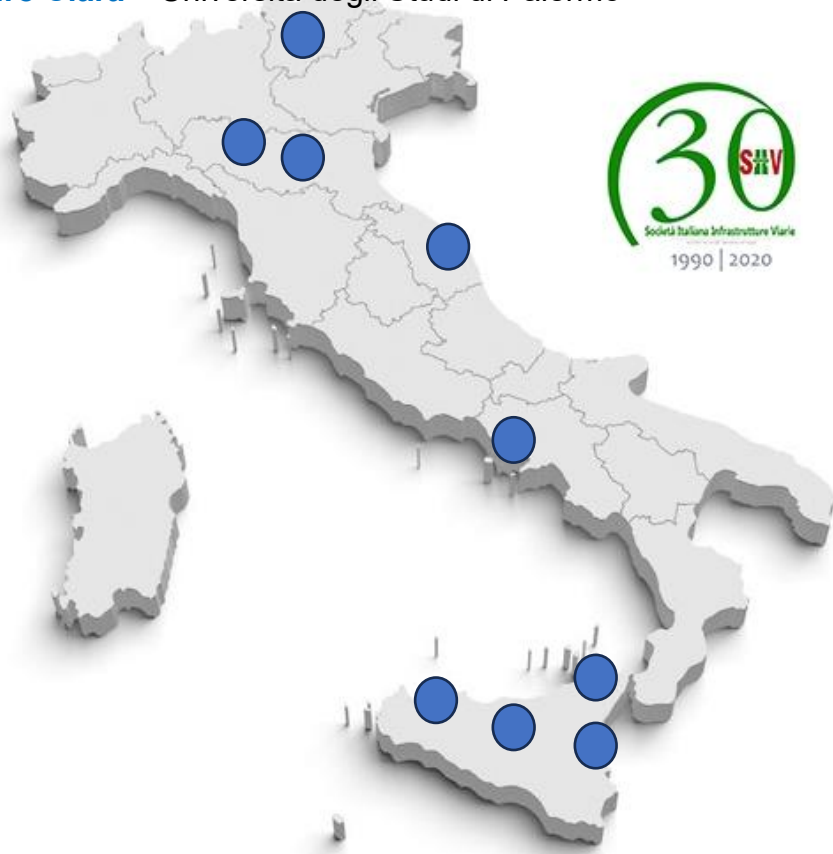 Università degli Studi di Palermo
30
SIIV
Società Italiana Infrastrutture Viarie
1990 | 2020